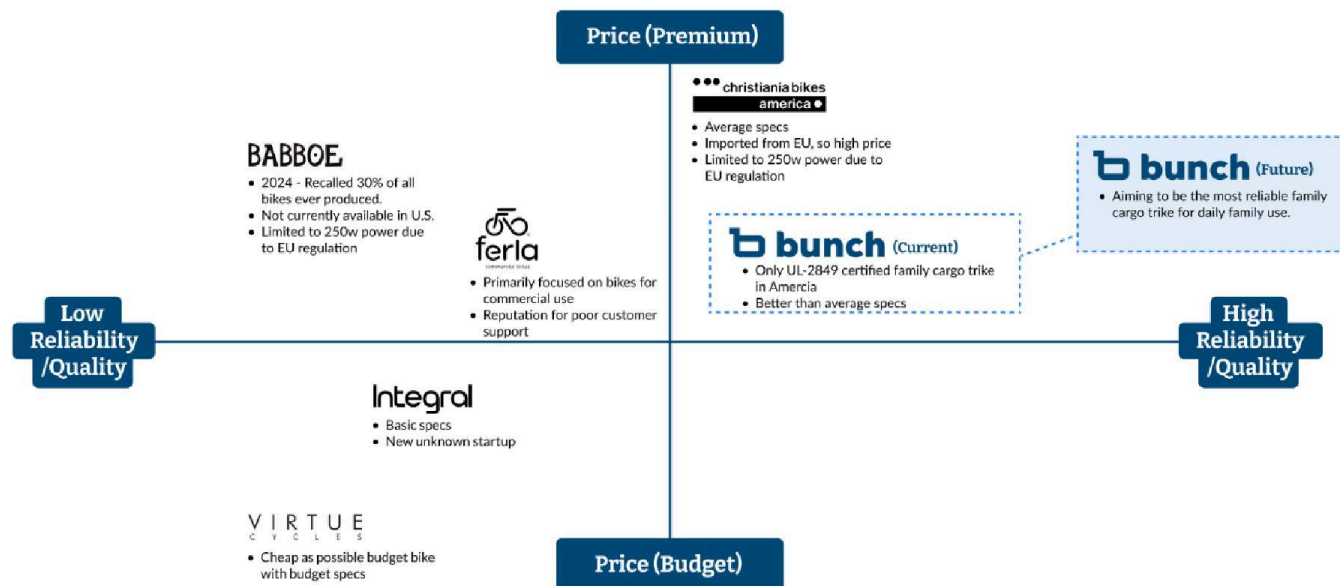 Price (Premium)
christiania bikes
america
• Average specs
• Imported from EU, so high price
• Limited to 250w power due to
EU regulation
BABBOE
• 2024 - Recalled 30% of all
bikes ever produced.
• Not currently available in U.S.
• Limited to 250w power due
to EU regulation
bunch (Future)
• Aiming to be the most reliable family
cargo trike for daily family use.
ferla
commercial bikes
• Primarily focused on bikes for
commercial use
• Reputation for poor customer
support
bunch (Current)
• Only UL-2849 certified family cargo trike
in Amercia
• Better than average specs
Low
Reliability
/Quality
High
Reliability
/Quality
Integral
• Basic specs
• New unknown startup
VIRTUE
CYCLES
• Cheap as possible budget bike
with budget specs
Price (Budget)